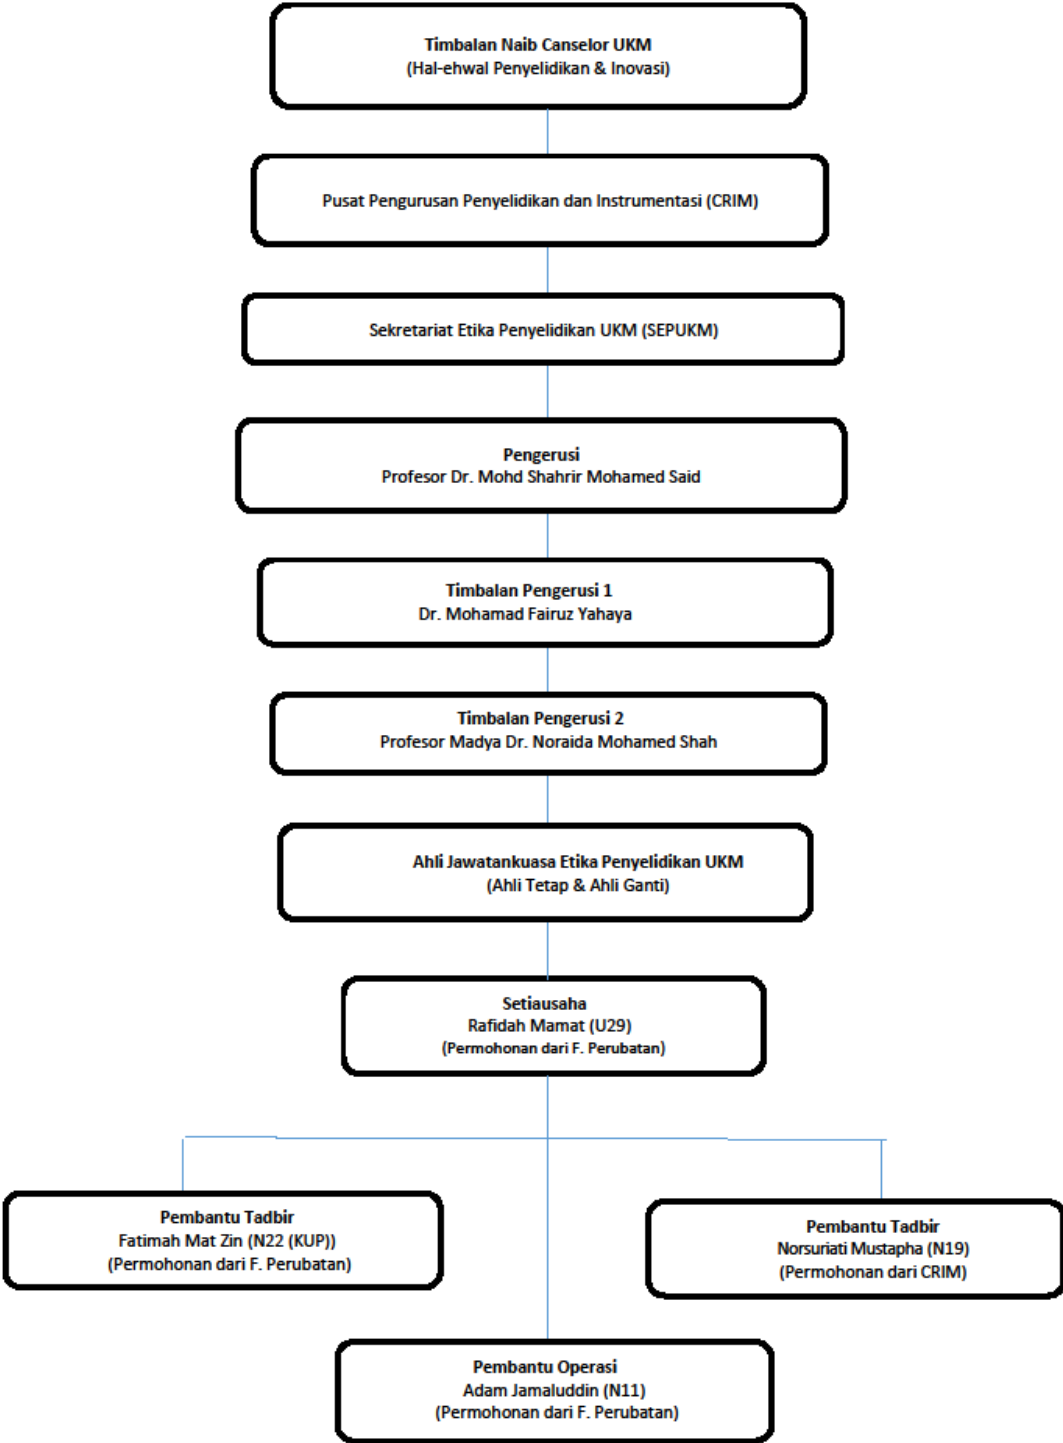 Timbalan Naib Canselor UKM
(Hal-ehwal Penyelidikan & Inovasi)
Pusat Pengurusan Penyelidikan dan Instrumentasi (CRIM)
Sekretariat Etika Penyelidikan UKM (SEPUKM)
Pengerusi
Profesor Dr. Mohd Shahrir Mohamed Said
Timbalan Pengerusi 1
Dr. Mohamad Fairuz Yahaya
Timbalan Pengerusi 2
Profesor Madya Dr. Noraida Mohamed Shah
Ahli Jawatankuasa Etika Penyelidikan UKM
(Ahli Tetap & Ahli Ganti)
Setiausaha
Rafidah Mamat (U29)
(Permohonan dari F. Perubatan)
Pembantu Tadbir
Fatimah Mat Zin (N22 (KUP))
(Permohonan dari F. Perubatan)
Pembantu Tadbir
Norsuriati Mustapha (N19)
(Permohonan dari CRIM)
Pembantu Operasi
Adam Jamaluddin (N11)
(Permohonan dari F. Perubatan)